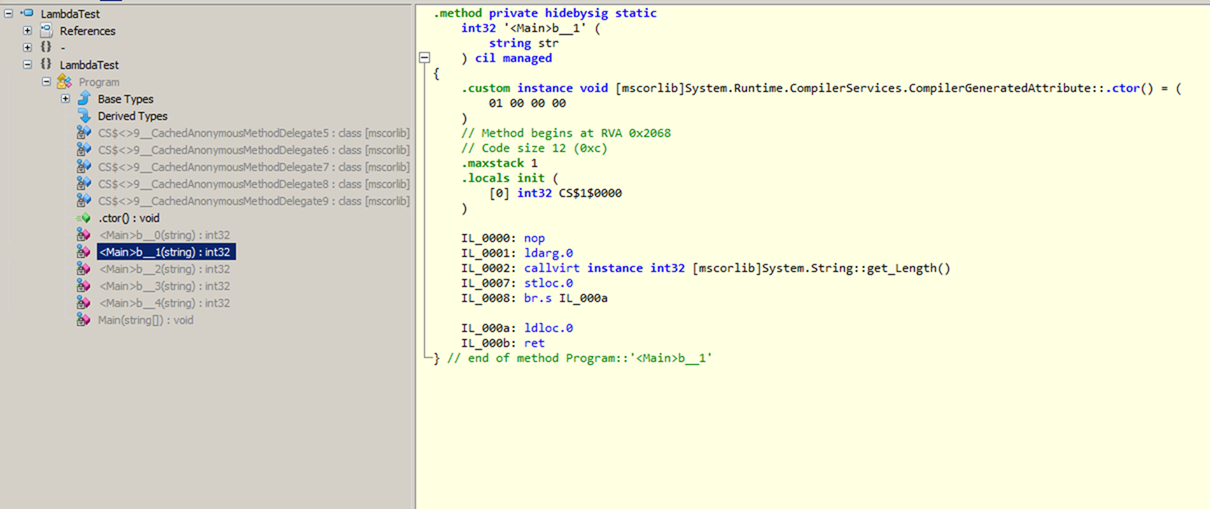 LambdaTest
References
-
LambdaTest
Program
Base Types
Derived Types
CS$<>9__CachedAnonymousMethodDelegate5 : class [mscorlib]
CS$<>9__CachedAnonymousMethodDelegate6 : class [mscorlib]
CS$<>9__CachedAnonymousMethodDelegate7 : class [mscorlib]
CS$<>9__CachedAnonymousMethodDelegate8 : class [mscorlib]
CS$<>9__CachedAnonymousMethodDelegate9 : class [mscorlib]
.ctor() : void
<Main>b__0(string) : int32
<Main>b__1(string) : int32
<Main>b__2(string) : int32
<Main>b__3(string) : int32
<Main>b__4(string) : int32
Main(string[]) : void
.method private hidebysig static
int32 '<Main>b__1' (
string str
) cil managed
{
.custom instance void [mscorlib]System.Runtime.CompilerServices.CompilerGeneratedAttribute::.ctor() = (
01 00 00 00
)
// Method begins at RVA 0x2068
// Code size 12 (0xc)
.maxstack 1
.locals init (
[0] int32 CS$1$0000
)
IL_0000: nop
IL_0001: ldarg.0
IL_0002: callvirt instance int32 [mscorlib]System.String::get_Length()
IL_0007: stloc.0
IL_0008: br.s IL_000a
IL_000a: ldloc.0
IL_000b: ret
} // end of method Program::'<Main>b__1'